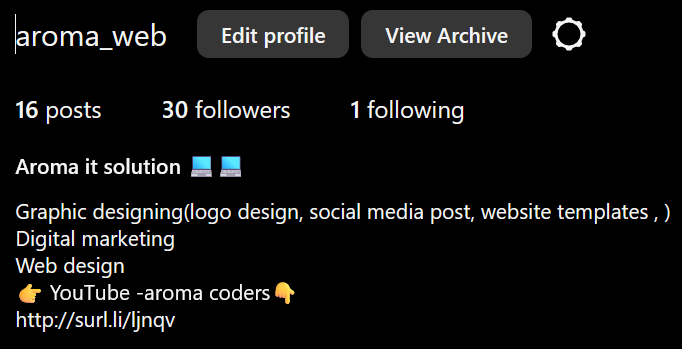 aroma_web Edit profile View Archive
16 posts 30 followers 1 following
Aroma it solution 💻 💻
Graphic designing(logo design, social media post, website templates , )
Digital marketing
Web design
👉 YouTube -aroma coders👇
http://surl.li/ljnqv